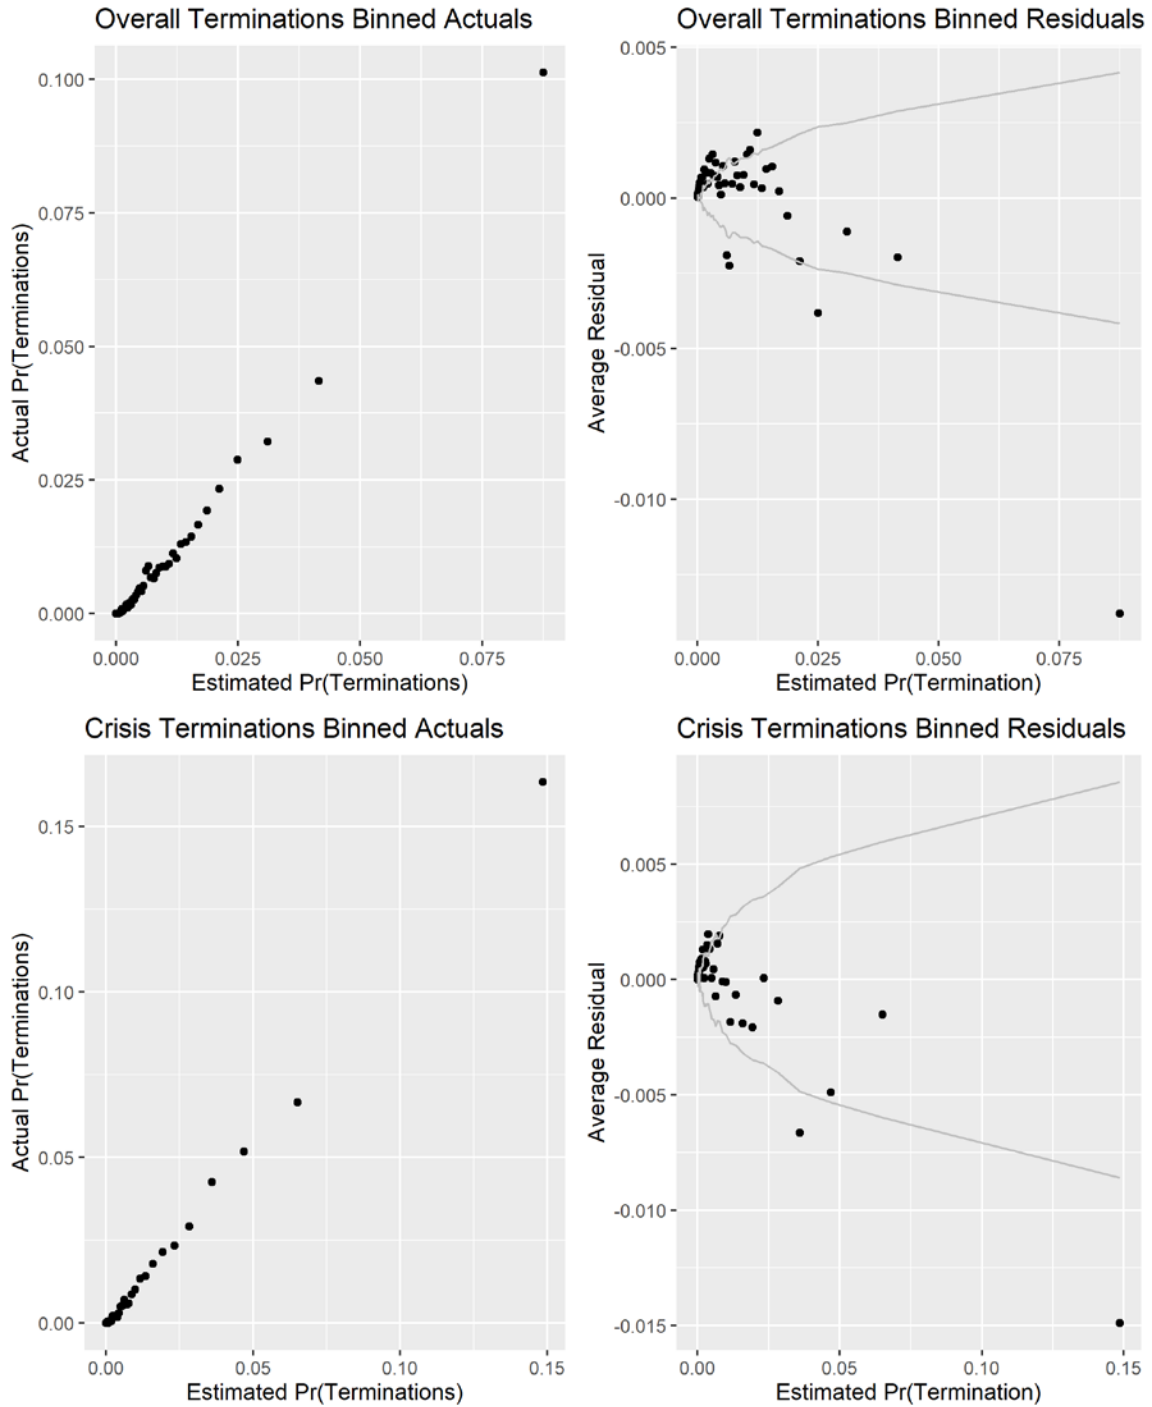 Overall Terminations Binned Actuals
Actual Pr(Terminations)
0.100
0.075
0.050
0.025
0.000
0.000 0.025 0.050 0.075
Estimated Pr(Terminations)
Overall Terminations Binned Residuals
Average Residual
0.005
0.000
-0.005
-0.010
0.000 0.025 0.050 0.075
Estimated Pr(Termination)
Crisis Terminations Binned Actuals
Actual Pr(Terminations)
0.15
0.10
0.05
0.00
0.00 0.05 0.10 0.15
Estimated Pr(Terminations)
Crisis Terminations Binned Residuals
Average Residual
0.005
0.000
-0.005
-0.010
-0.015
0.00 0.05 0.10 0.15
Estimated Pr(Termination)